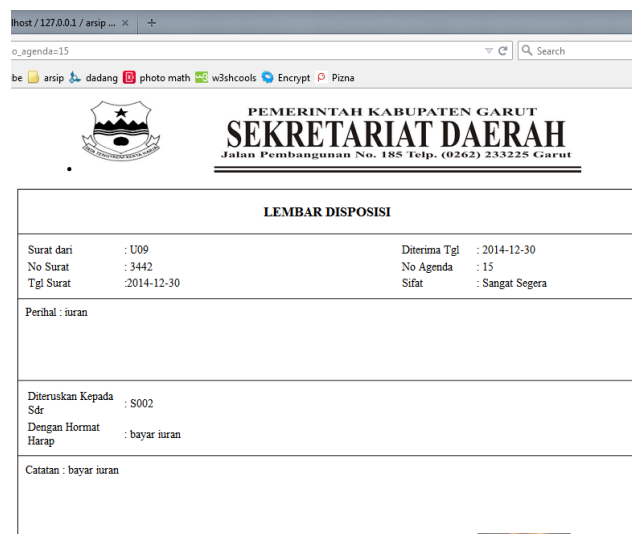 lhost / 127.0.0.1 / arsip ... × +
o_agenda=15
Search
be arsip dadang photo math w3shcools Encrypt Pizna
PEMERINTAH KABUPATEN GARUT
SEKRETARIAT DAERAH
Jalan Pembangunan No. 185 Telp. (0262) 233225 Garut
LEMBAR DISPOSISI
Surat dari : U09 Diterima Tgl : 2014-12-30
No Surat : 3442 No Agenda : 15
Tgl Surat :2014-12-30 Sifat : Sangat Segera
Perihal : iuran
Diteruskan Kepada
Sdr : S002
Dengan Hormat
Harap : bayar iuran
Catatan : bayar iuran